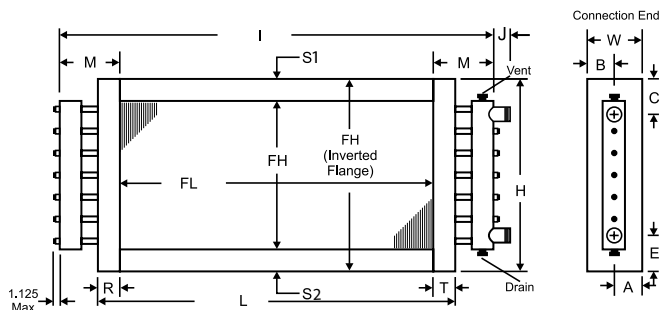 Connection End
I
J
W
M
S1
M
B
Vent
C
FH
FH
(Inverted
Flange)
FL
H
E
1.125
Max
R
L
S2
T
Drain
A